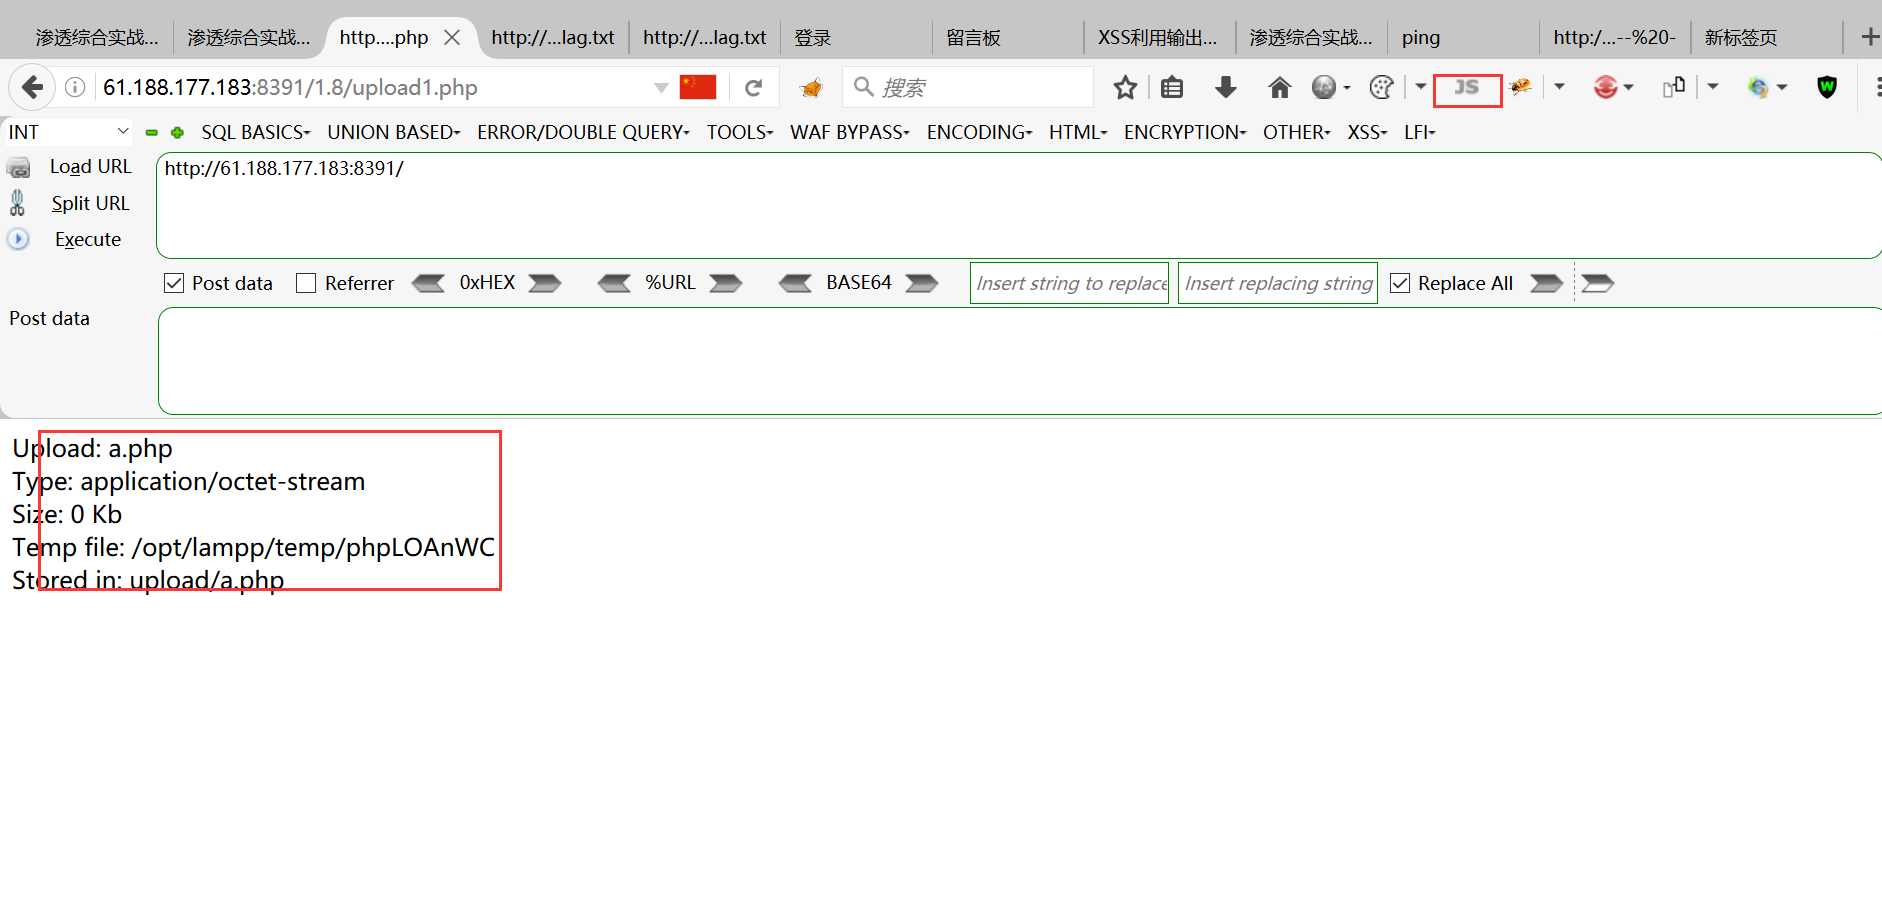 渗透综合实战... 渗透综合实战... http....php http://...lag.txt http://...lag.txt 登录 留言板 XSS利用输出... 渗透综合实战... ping http:/...--%20- 新标签页
61.188.177.183:8391/1.8/upload1.php 搜索 JS
INT SQL BASICS UNION BASED ERROR/DOUBLE QUERY TOOLS WAF BYPASS ENCODING HTML ENCRYPTION OTHER XSS LFI
Load URL http://61.188.177.183:8391/
Split URL
Execute
Post data Referrer 0xHEX %URL BASE64 Insert string to replace Insert replacing string Replace All
Post data
Upload: a.php
Type: application/octet-stream
Size: 0 Kb
Temp file: /opt/lampp/temp/phpLOAnWC
Stored in: upload/a.php